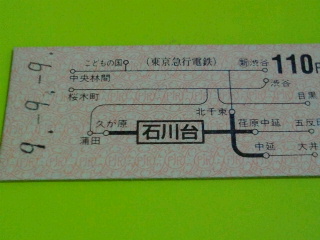 こどもの国 (東京急行電鉄) 新渋谷 110円
中央林間 渋谷
桜木町 目黒
北千束
久が原 石川台 荏原中延 五反田
蒲田 中延 大井
9.-9.-9.